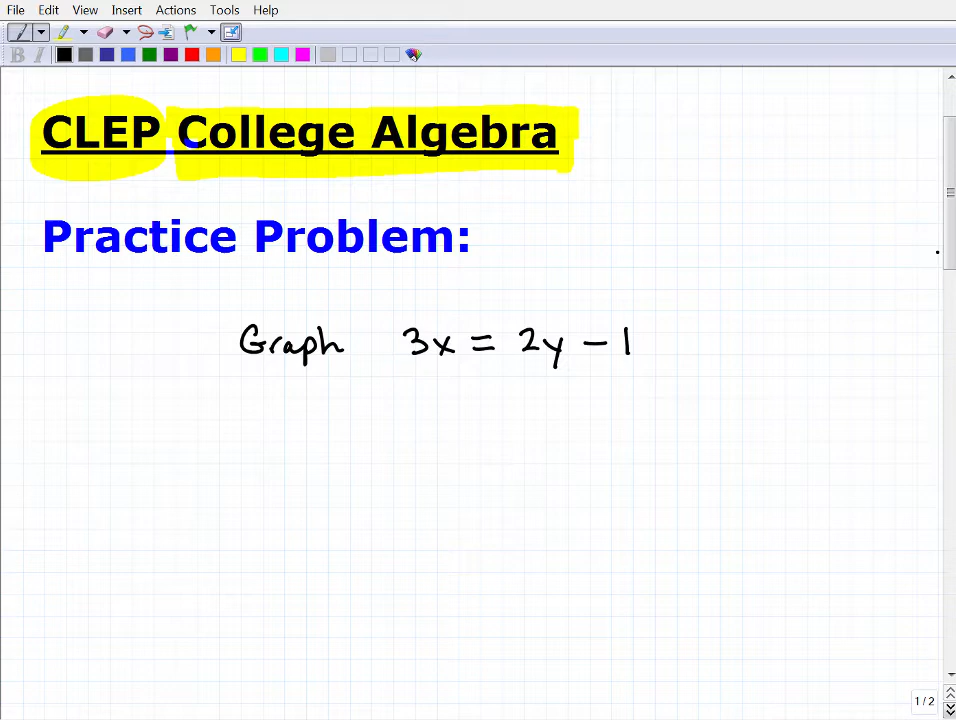 File Edit View Insert Actions Tools Help
B I
CLEP College Algebra
Practice Problem:
Graph 3x = 2y - 1
1 / 2